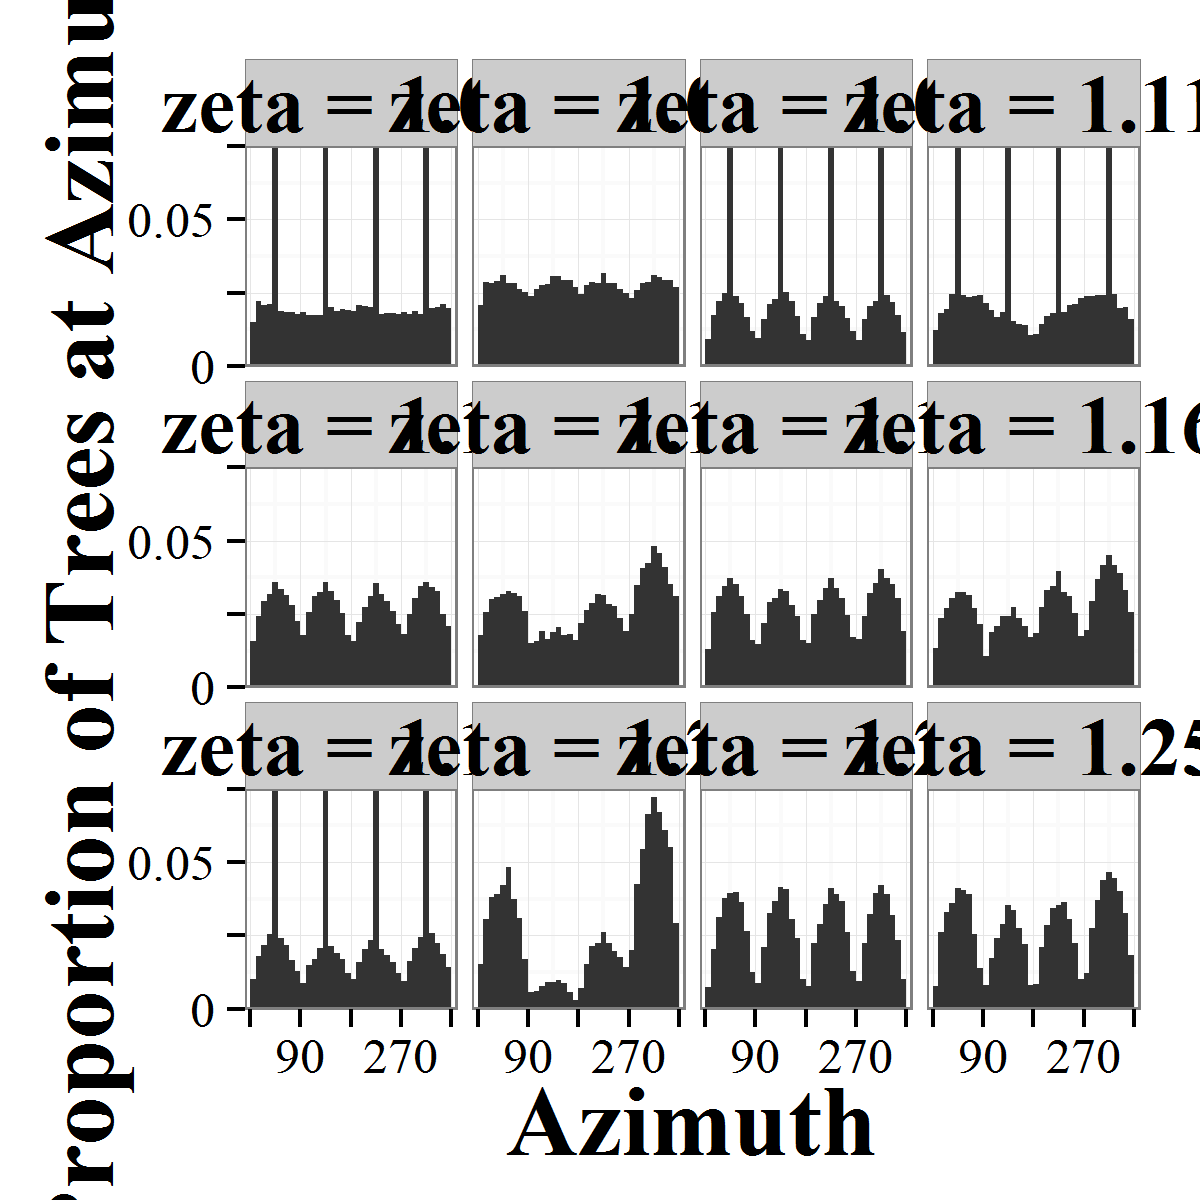 Proportion of Trees at Azimu
zeta = zeta = zeta = zeta = 1.11
0.05
0
zeta = zeta = zeta = zeta = 1.16
0.05
0
zeta = zeta = zeta = zeta = 1.25
0.05
0
90 270 90 270 90 270 90 270
Azimuth